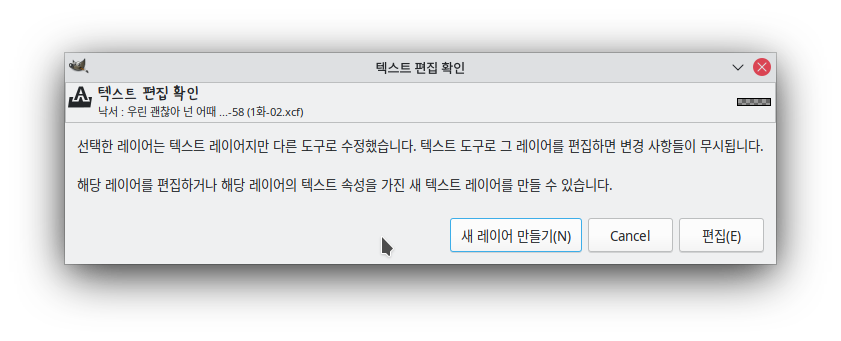 텍스트 편집 확인
텍스트 편집 확인
낙서 : 우린 괜찮아 넌 어때 ...-58 (1화-02.xcf)
선택한 레이어는 텍스트 레이어지만 다른 도구로 수정했습니다. 텍스트 도구로 그 레이어를 편집하면 변경 사항들이 무시됩니다.
해당 레이어를 편집하거나 해당 레이어의 텍스트 속성을 가진 새 텍스트 레이어를 만들 수 있습니다.
새 레이어 만들기(N) Cancel 편집(E)